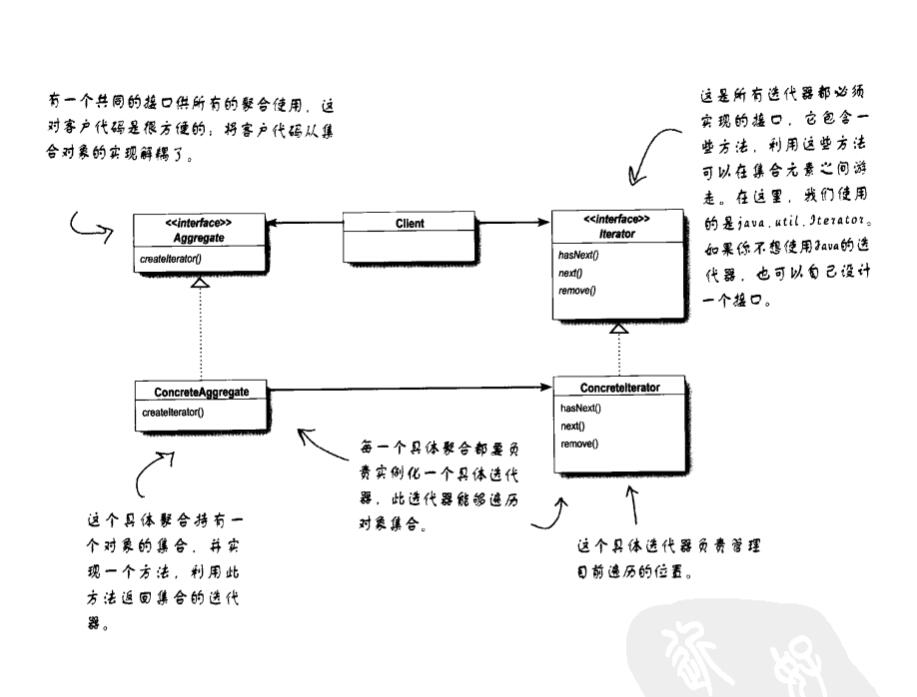 有一个共同的接口供所有的聚合使用，这
对客户代码是很方便的，将客户代码从集
合对象的实现解耦了。
这是所有迭代器都必须
实现的接口，它包含一
些方法，利用这些方法
可以在集合元素之间游
走。在这里，我们使用
的是java.util.Iterator。
如果你不想使用Java的迭
代器，也可以自己设计
一个接口。
<<interface>>
Aggregate
createIterator()
Client
<<interface>>
Iterator
hasNext()
next()
remove()
ConcreteAggregate
createIterator()
ConcreteIterator
hasNext()
next()
remove()
每一个具体聚合都要负
责实例化一个具体迭代
器，此迭代器能够遍历
对象集合。
这个具体聚合持有一
个对象的集合，并实
现一个方法，利用此
方法返回集合的迭代
器。
这个具体迭代器负责管理
目前遍历的位置。